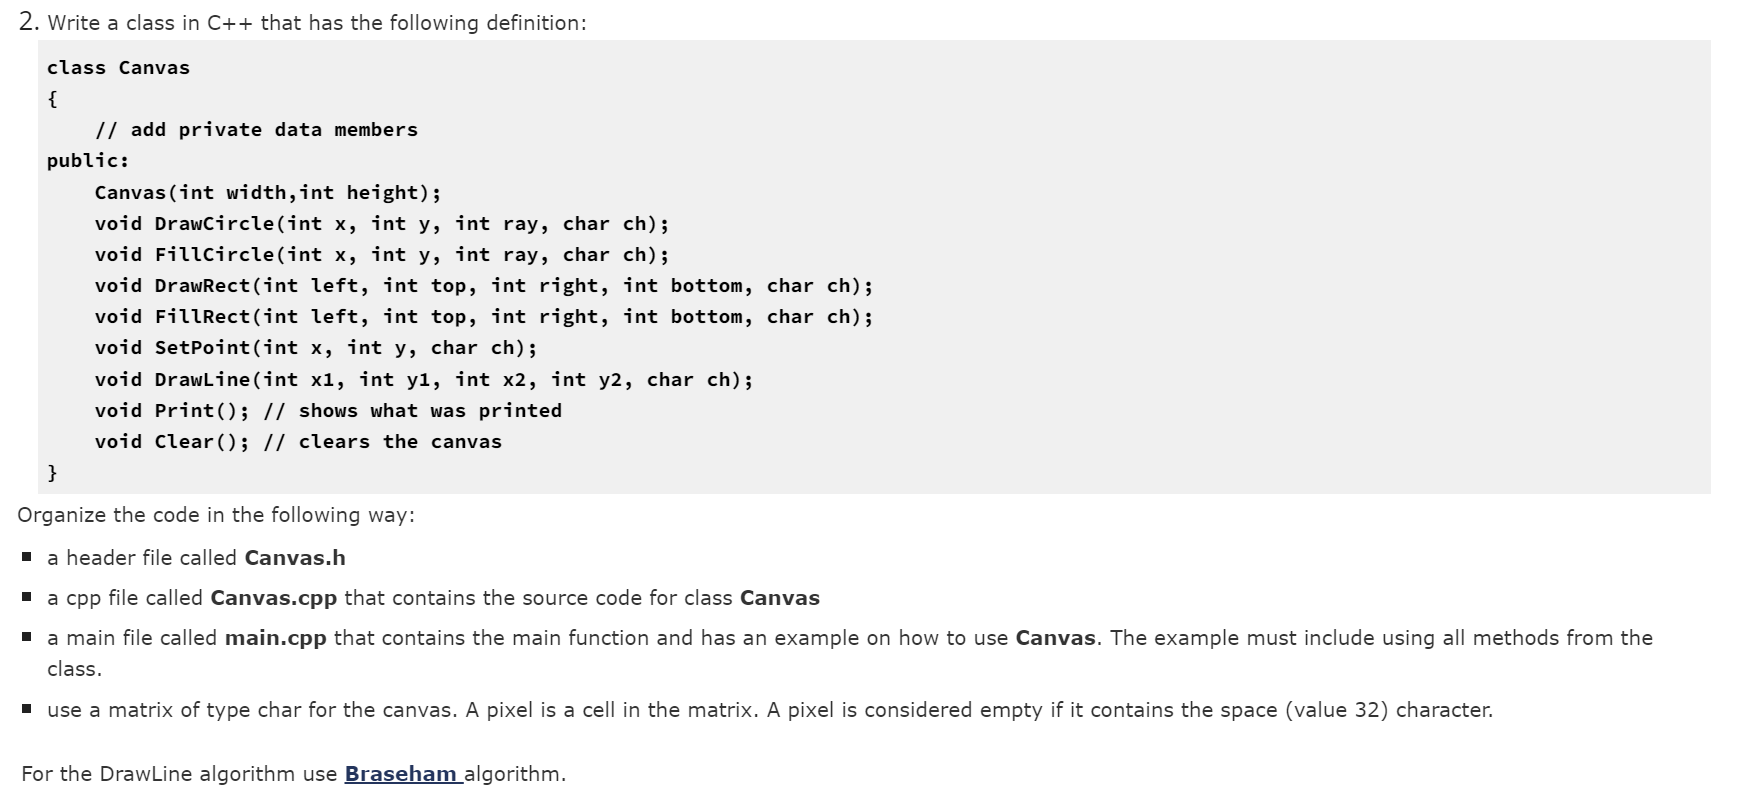 2. Write a class in C++ that has the following definition:
class Canvas
{
    // add private data members
public:
    Canvas(int width,int height);
    void DrawCircle(int x, int y, int ray, char ch);
    void FillCircle(int x, int y, int ray, char ch);
    void DrawRect(int left, int top, int right, int bottom, char ch);
    void FillRect(int left, int top, int right, int bottom, char ch);
    void SetPoint(int x, int y, char ch);
    void DrawLine(int x1, int y1, int x2, int y2, char ch);
    void Print(); // shows what was printed
    void Clear(); // clears the canvas
}
Organize the code in the following way:
▪ a header file called Canvas.h
▪ a cpp file called Canvas.cpp that contains the source code for class Canvas
▪ a main file called main.cpp that contains the main function and has an example on how to use Canvas. The example must include using all methods from the
class.
▪ use a matrix of type char for the canvas. A pixel is a cell in the matrix. A pixel is considered empty if it contains the space (value 32) character.
For the DrawLine algorithm use Braseham algorithm.